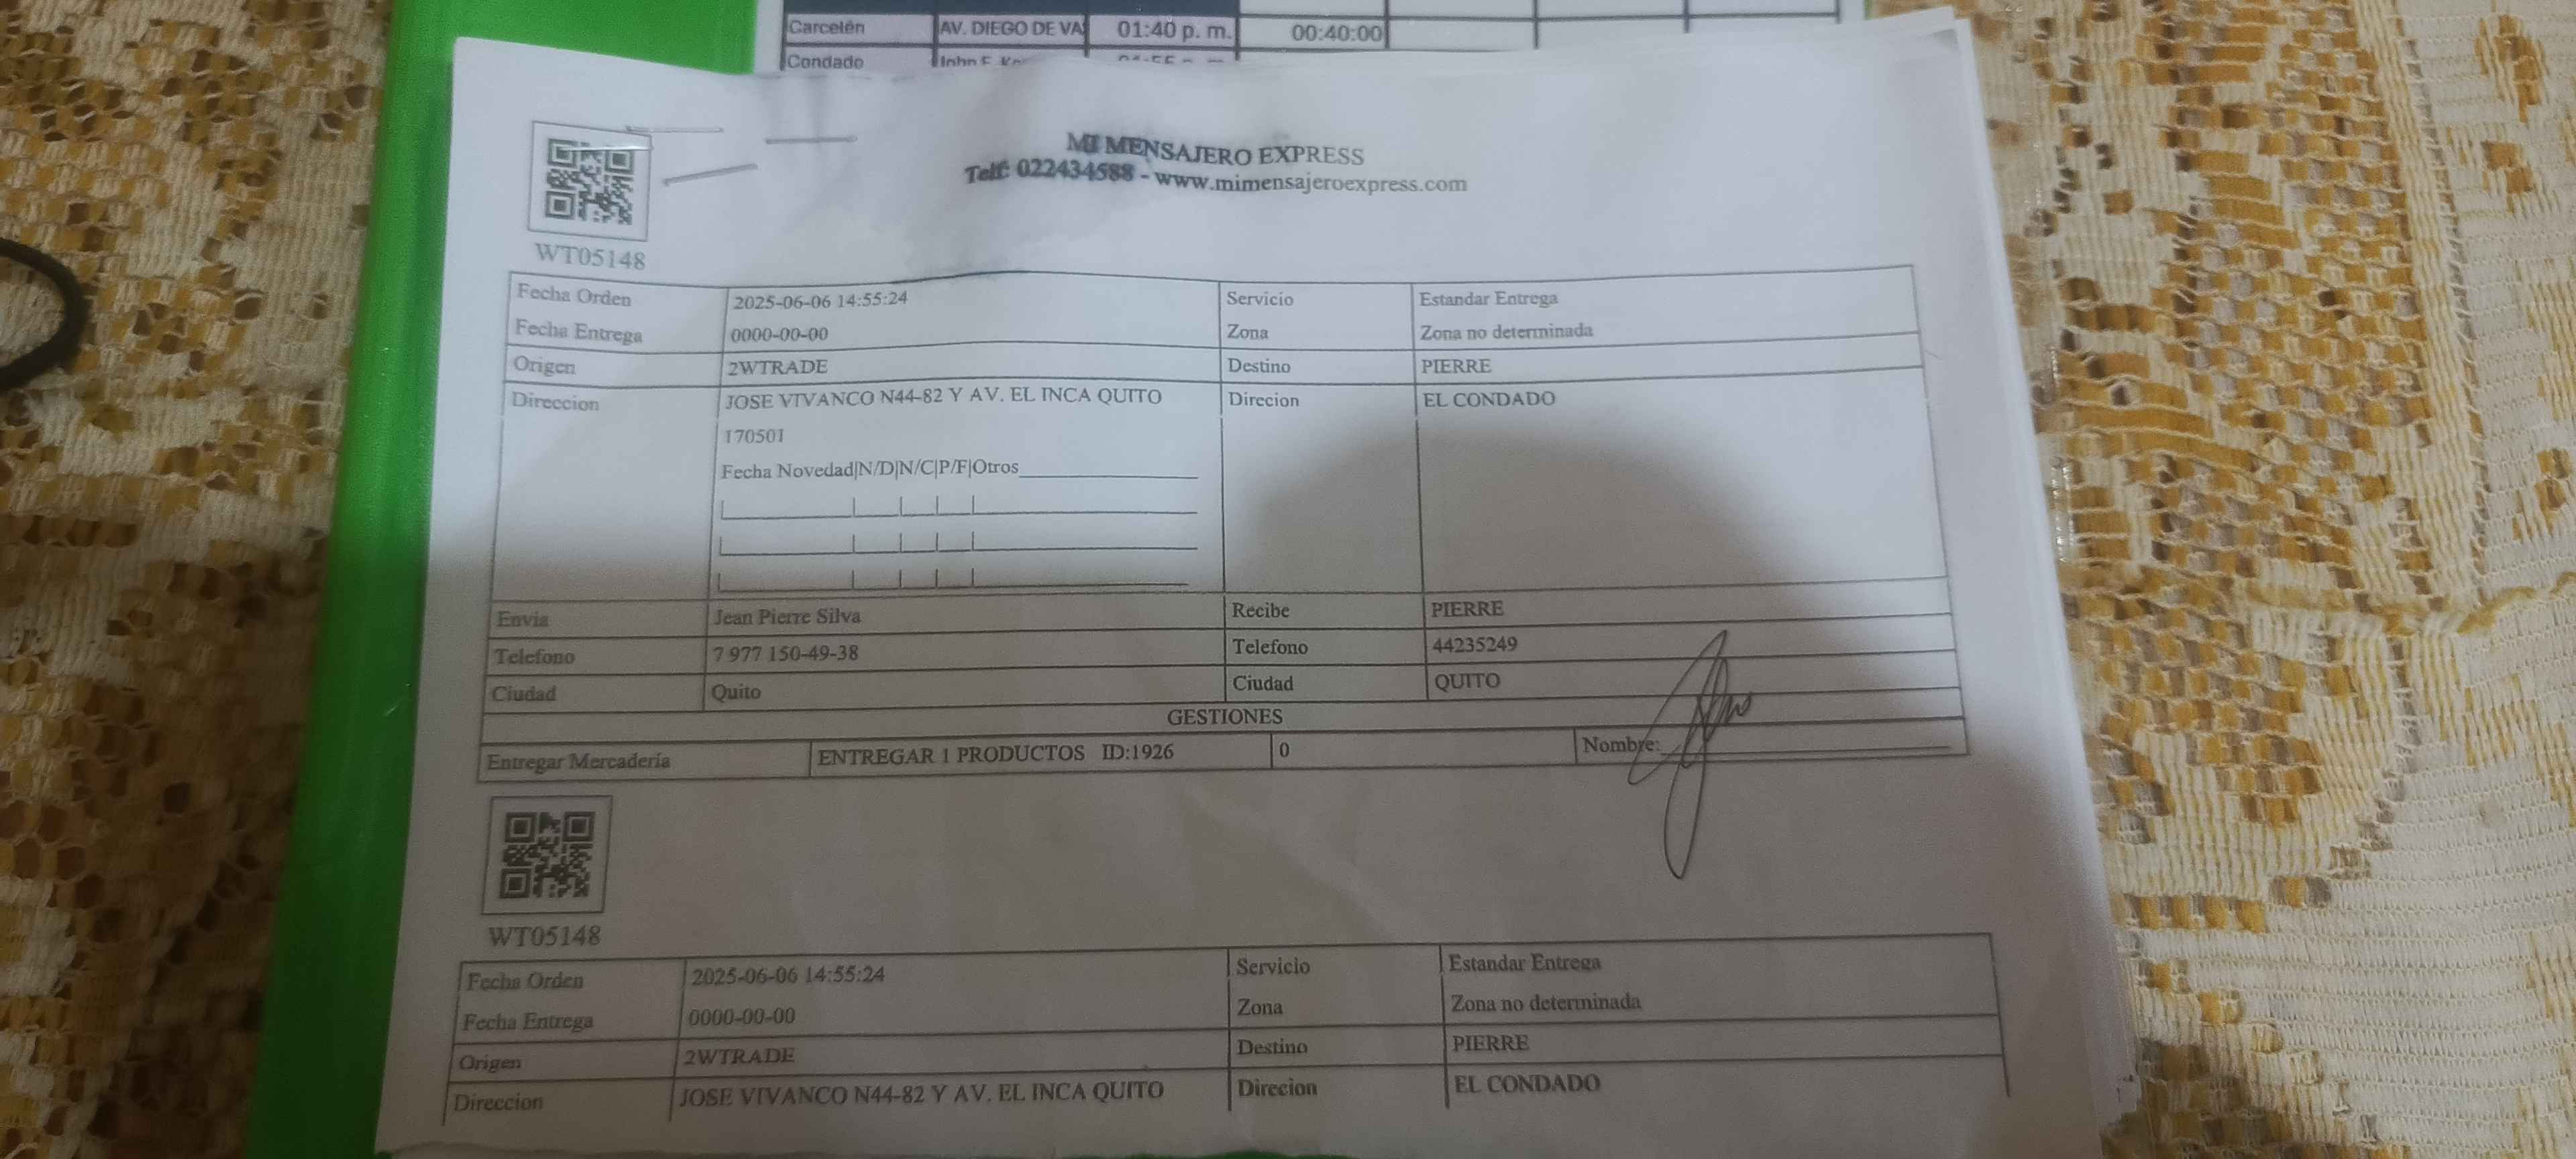 Carcelén AV. DIEGO DE VA 01:40 p. m. 00:40:00
Condado
MI MENSAJERO EXPRESS
Telf: 022434588 - www.mimensajeroexpress.com
WT05148
Fecha Orden 2025-06-06 14:55:24 Servicio Estandar Entrega
Fecha Entrega 0000-00-00 Zona Zona no determinada
Origen 2WTRADE Destino PIERRE
Direccion JOSE VIVANCO N44-82 Y AV. EL INCA QUITO Direcion EL CONDADO
170501
Fecha Novedad|N/D|N/C|P/F|Otros
Envia Jean Pierre Silva Recibe PIERRE
Telefono 7 977 150-49-38 Telefono 44235249
Ciudad Quito Ciudad QUITO
GESTIONES
Entregar Mercadería ENTREGAR 1 PRODUCTOS ID:1926 0 Nombre:
WT05148
Fecha Orden 2025-06-06 14:55:24 Servicio Estandar Entrega
Fecha Entrega 0000-00-00 Zona Zona no determinada
Origen 2WTRADE Destino PIERRE
Direccion JOSE VIVANCO N44-82 Y AV. EL INCA QUITO Direcion EL CONDADO